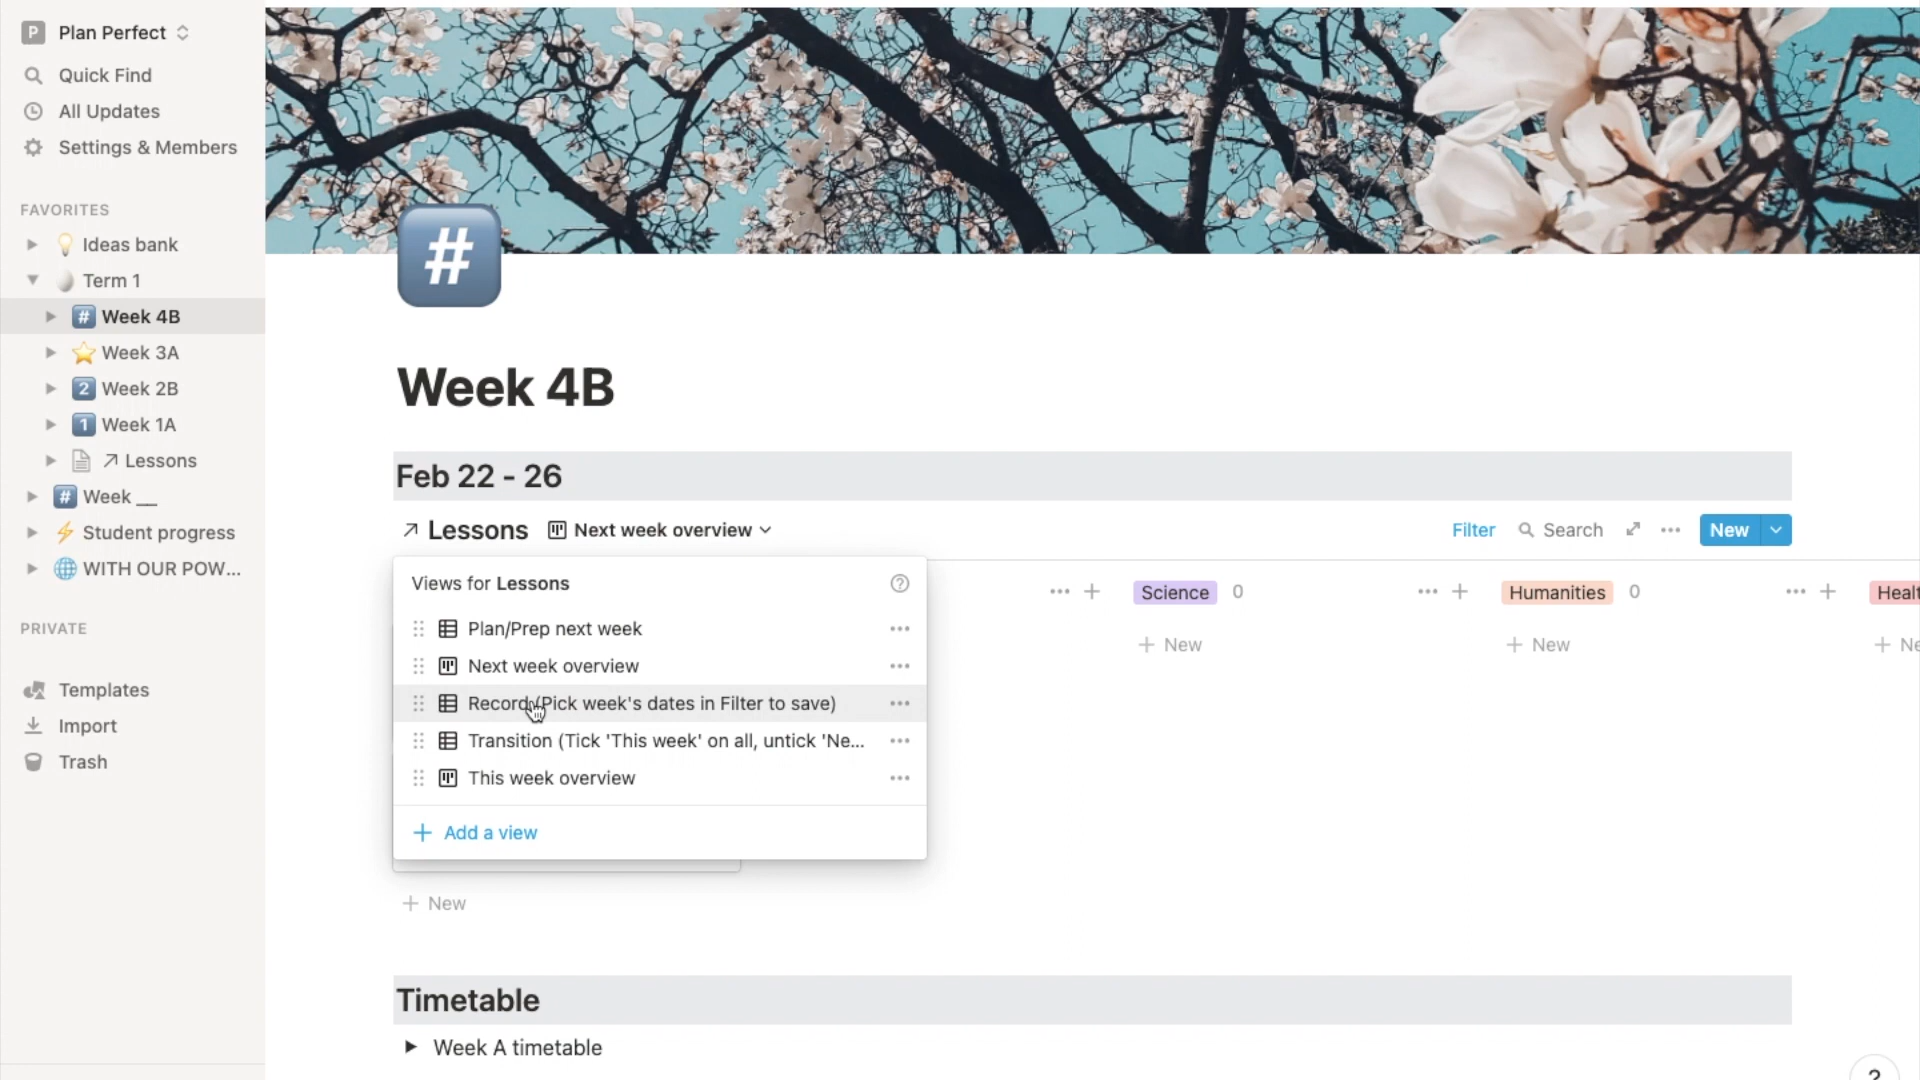 P Plan Perfect
Quick Find
All Updates
Settings & Members
FAVORITES
Ideas bank
Term 1
# Week 4B
Week 3A
2 Week 2B
1 Week 1A
Lessons
# Week __
Student progress
WITH OUR POW...
PRIVATE
Templates
Import
Trash
#
Week 4B
Feb 22 - 26
Lessons Next week overview Filter Search New
Views for Lessons ?
Plan/Prep next week
Next week overview
Record (Pick week's dates in Filter to save)
Transition (Tick 'This week' on all, untick 'Ne...
This week overview
+ Add a view
Science 0 Humanities 0 Healt
+ New + New + Ne
+ New
Timetable
Week A timetable
?